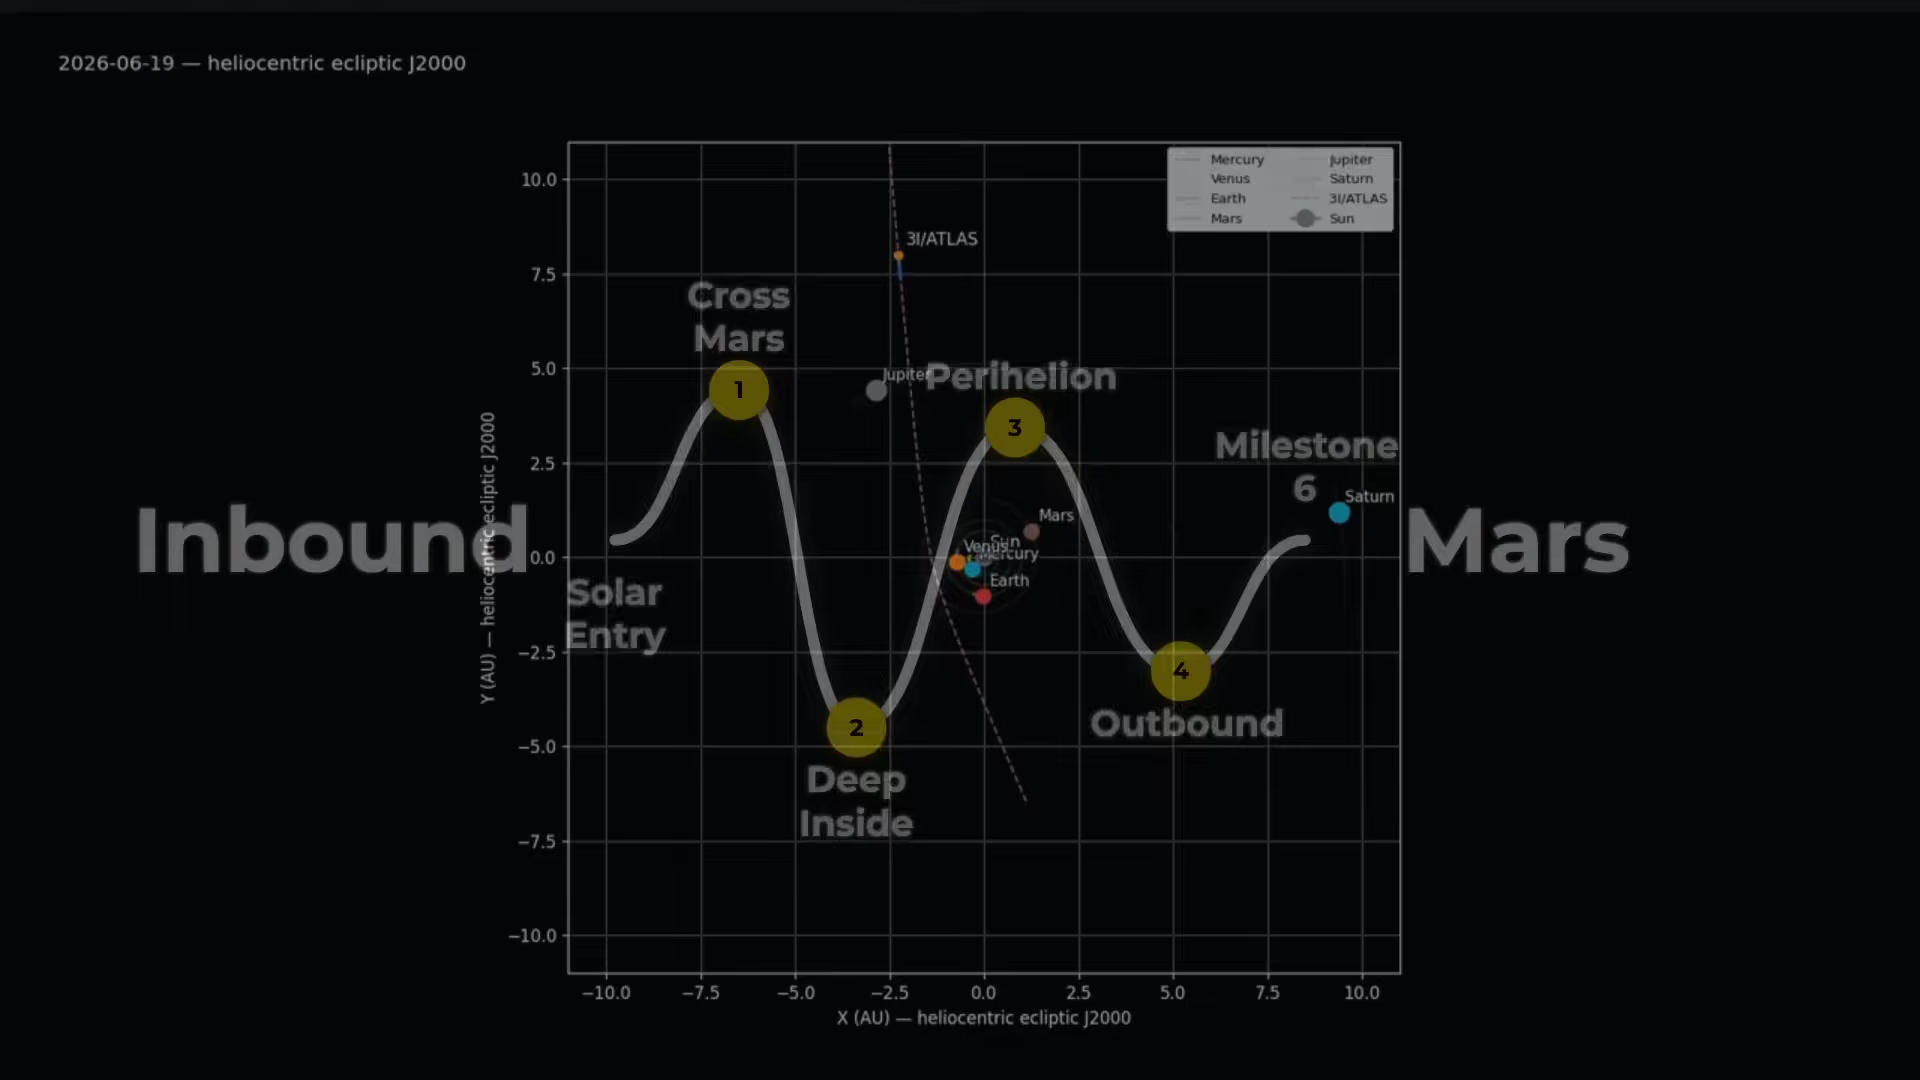 2026-06-19 — heliocentric ecliptic J2000
Mercury
Venus
Earth
Mars
Jupiter
Saturn
3I/ATLAS
Sun
10.0
7.5
5.0
2.5
0.0
−2.5
−5.0
−7.5
−10.0
Y (AU) — heliocentric ecliptic J2000
3I/ATLAS
Cross
Mars
1
Jupiter
Perihelion
3
Milestone
6
Saturn
Inbound
Mars
Mars
Sun
Venus
Mercury
Earth
Solar
Entry
4
Outbound
2
Deep
Inside
−10.0
−7.5
−5.0
−2.5
0.0
2.5
5.0
7.5
10.0
X (AU) — heliocentric ecliptic J2000